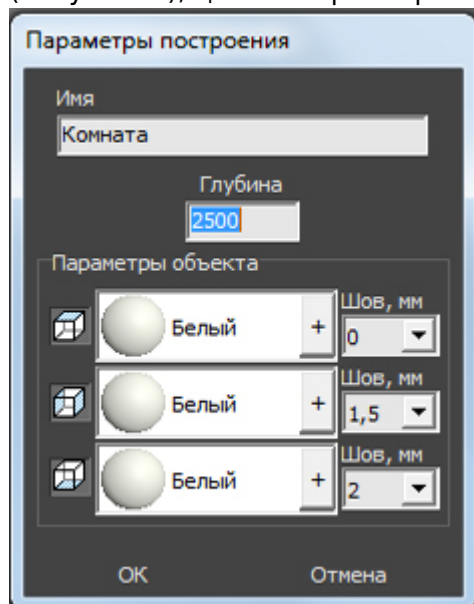 Параметры построения
Имя
Комната
Глубина
2500
Параметры объекта
Шов, мм
Белый + 0
Шов, мм
Белый + 1,5
Шов, мм
Белый + 2
ОК Отмена